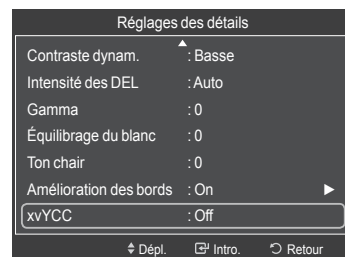 Réglages des détails
Contraste dynam. : Basse
Intensité des DEL : Auto
Gamma : 0
Équilibrage du blanc : 0
Ton chair : 0
Amélioration des bords : On
xvYCC : Off
Dépl. Intro. Retour